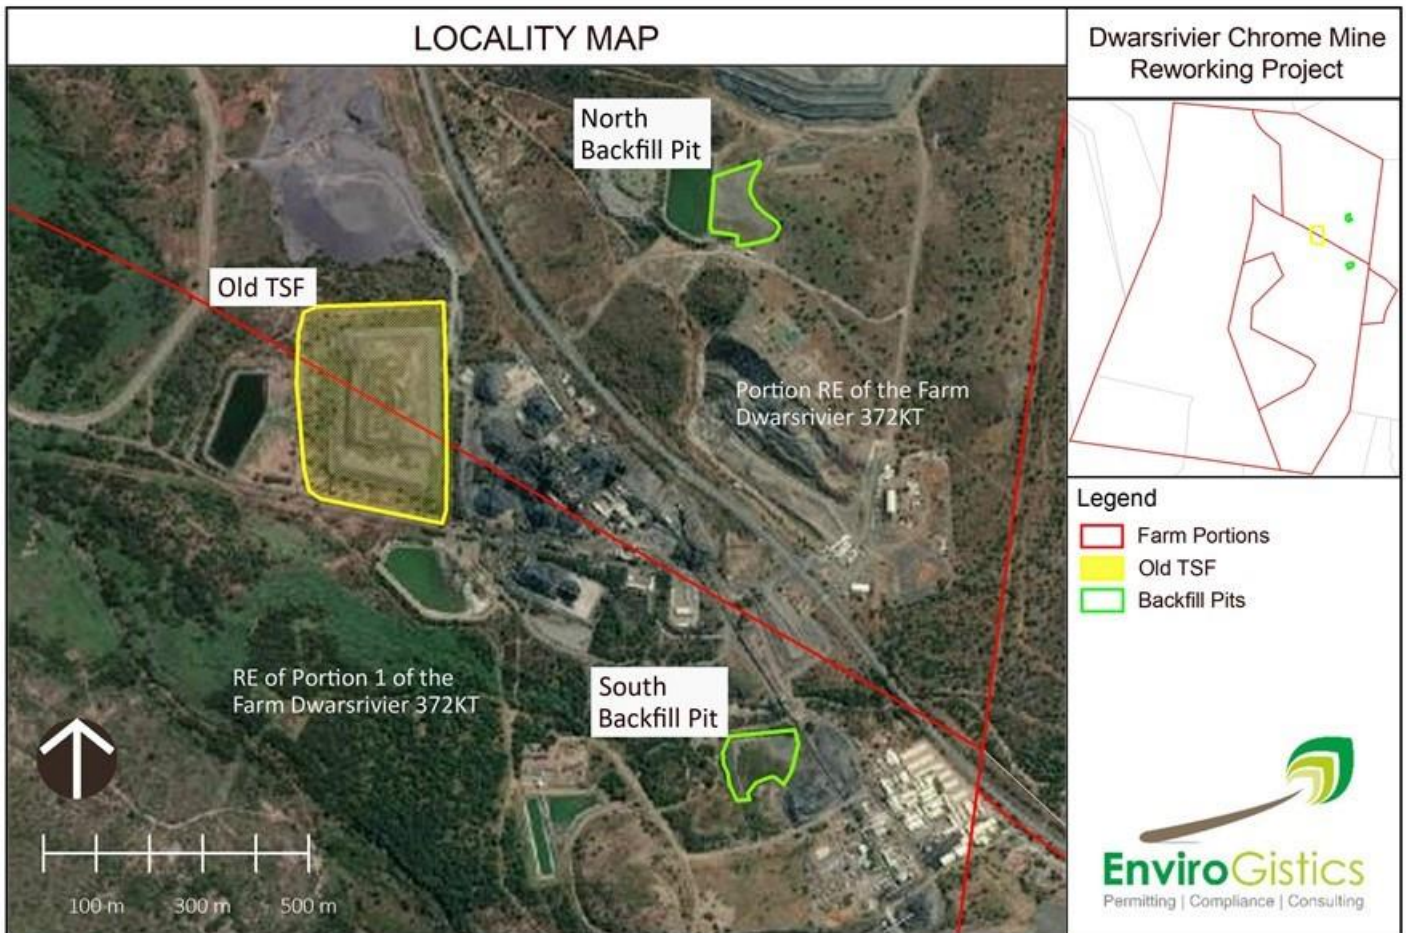 LOCALITY MAP
Dwarsrivier Chrome Mine
Reworking Project
North
Backfill Pit
Old TSF
Portion RE of the Farm
Dwarsrivier 372KT
RE of Portion 1 of the
Farm Dwarsrivier 372KT
South
Backfill Pit
100 m 300 m 500 m
Legend
Farm Portions
Old TSF
Backfill Pits
EnviroGistics
Permitting | Compliance | Consulting